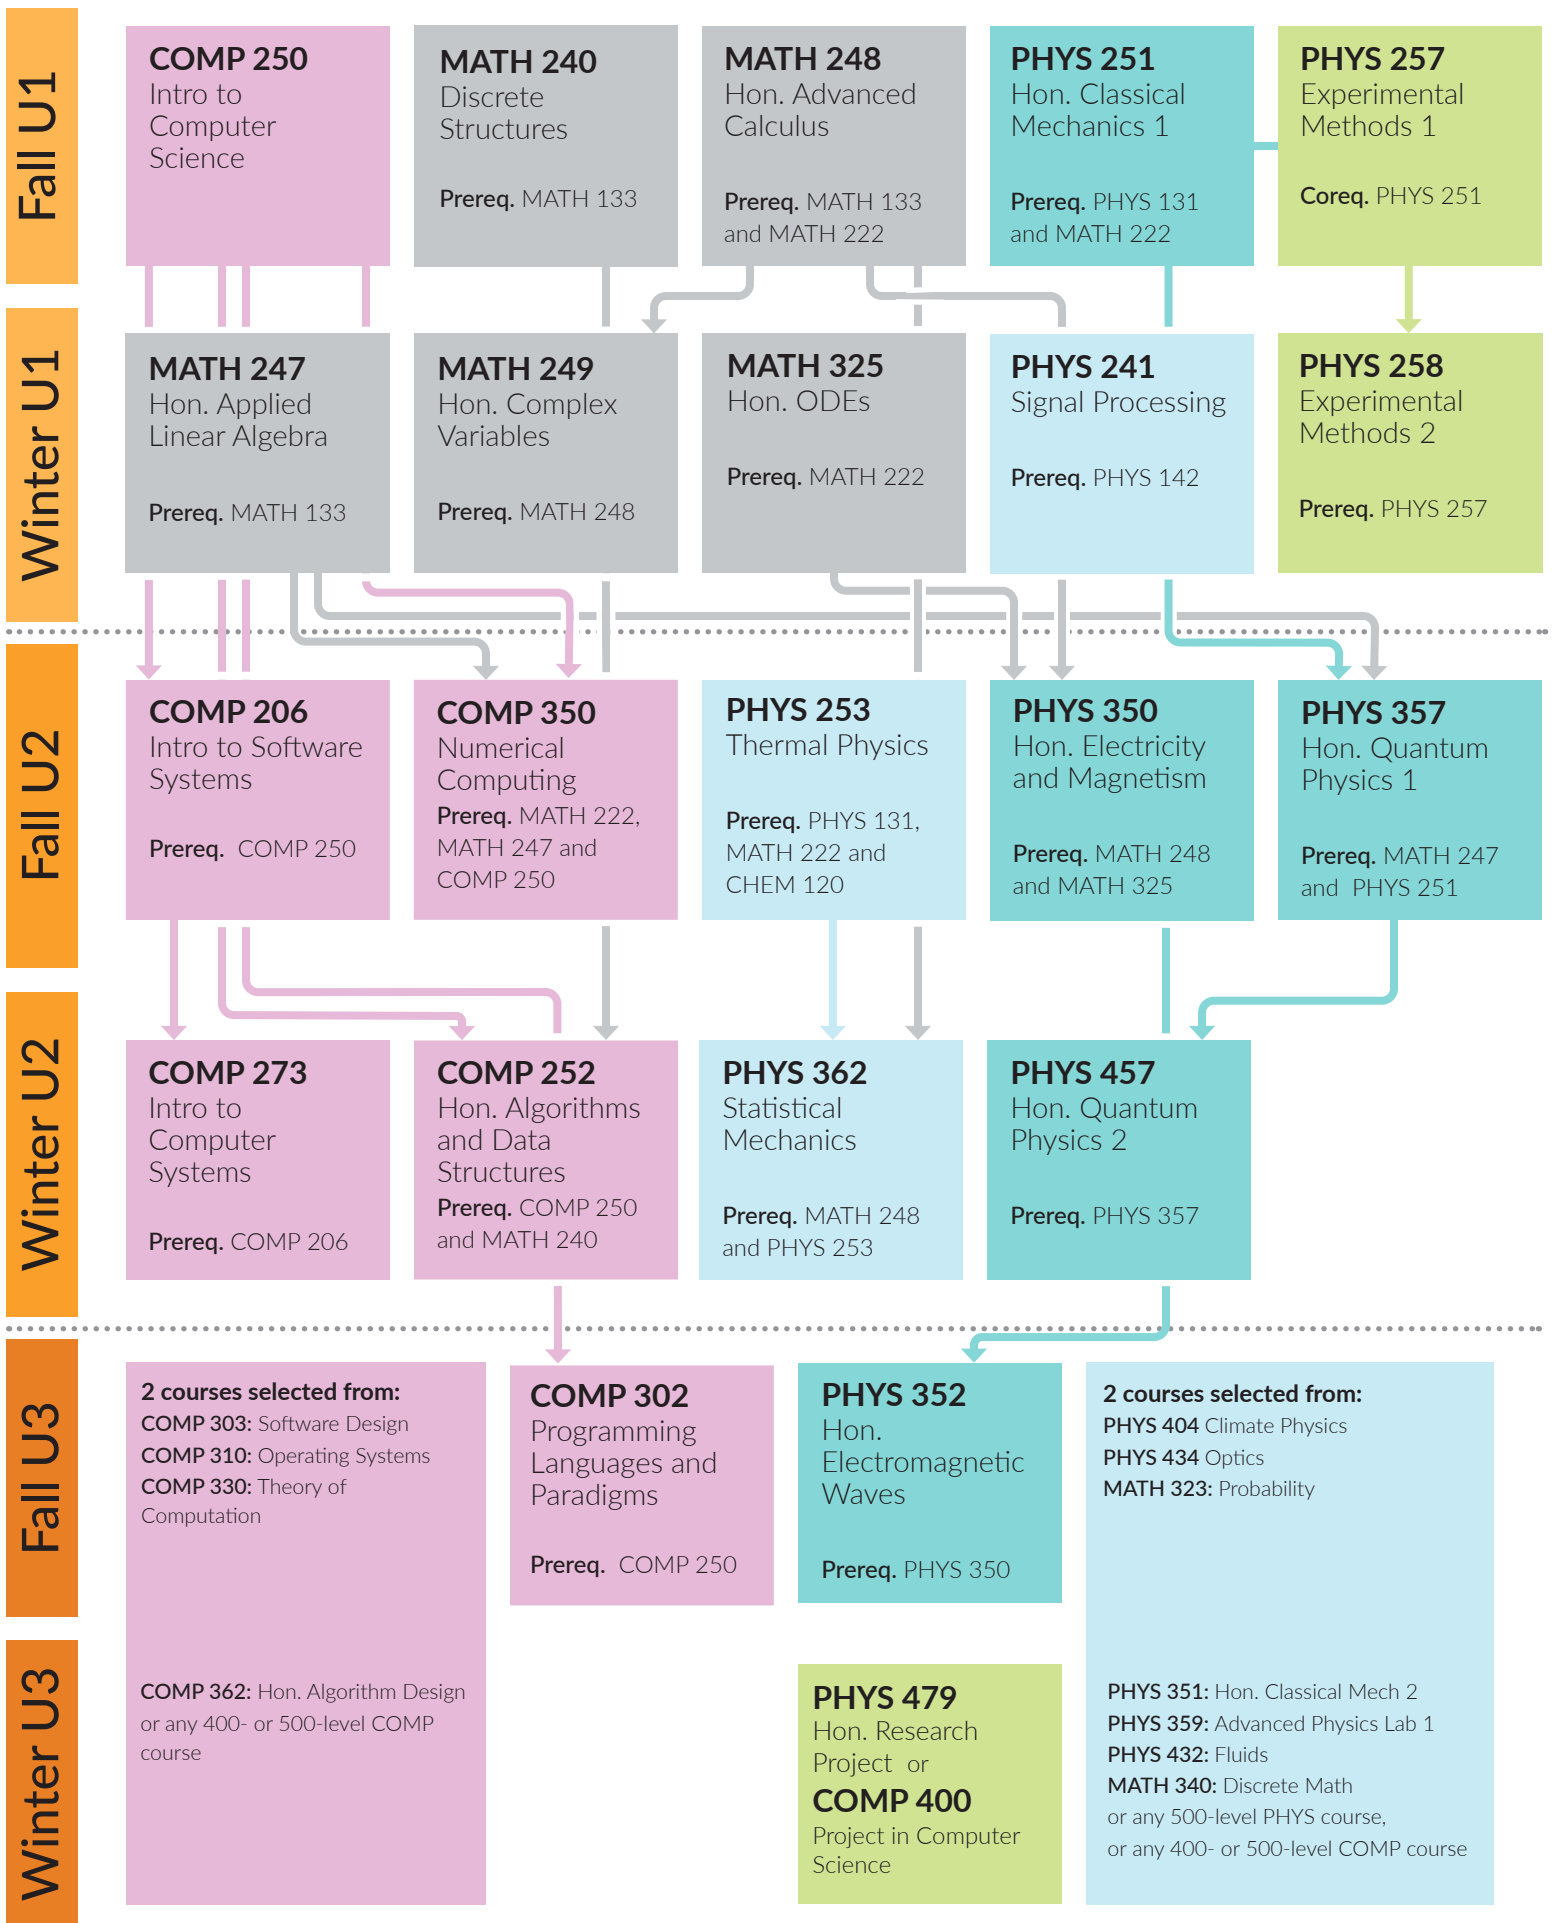 Fall U1
COMP 250
Intro to
Computer
Science
MATH 240
Discrete
Structures
Prereq. MATH 133
MATH 248
Hon. Advanced
Calculus
Prereq. MATH 133
and MATH 222
PHYS 251
Hon. Classical
Mechanics 1
Prereq. PHYS 131
and MATH 222
PHYS 257
Experimental
Methods 1
Coreq. PHYS 251
Winter U1
MATH 247
Hon. Applied
Linear Algebra
Prereq. MATH 133
MATH 249
Hon. Complex
Variables
Prereq. MATH 248
MATH 325
Hon. ODEs
Prereq. MATH 222
PHYS 241
Signal Processing
Prereq. PHYS 142
PHYS 258
Experimental
Methods 2
Prereq. PHYS 257
Fall U2
COMP 206
Intro to Software
Systems
Prereq. COMP 250
COMP 350
Numerical
Computing
Prereq. MATH 222,
MATH 247 and
COMP 250
PHYS 253
Thermal Physics
Prereq. PHYS 131,
MATH 222 and
CHEM 120
PHYS 350
Hon. Electricity
and Magnetism
Prereq. MATH 248
and MATH 325
PHYS 357
Hon. Quantum
Physics 1
Prereq. MATH 247
and PHYS 251
Winter U2
COMP 273
Intro to
Computer
Systems
Prereq. COMP 206
COMP 252
Hon. Algorithms
and Data
Structures
Prereq. COMP 250
and MATH 240
PHYS 362
Statistical
Mechanics
Prereq. MATH 248
and PHYS 253
PHYS 457
Hon. Quantum
Physics 2
Prereq. PHYS 357
Fall U3
2 courses selected from:
COMP 303: Software Design
COMP 310: Operating Systems
COMP 330: Theory of
Computation
COMP 302
Programming
Languages and
Paradigms
Prereq. COMP 250
PHYS 352
Hon.
Electromagnetic
Waves
Prereq. PHYS 350
2 courses selected from:
PHYS 404 Climate Physics
PHYS 434 Optics
MATH 323: Probability
Winter U3
COMP 362: Hon. Algorithm Design
or any 400- or 500-level COMP
course
PHYS 479
Hon. Research
Project or
COMP 400
Project in Computer
Science
PHYS 351: Hon. Classical Mech 2
PHYS 359: Advanced Physics Lab 1
PHYS 432: Fluids
MATH 340: Discrete Math
or any 500-level PHYS course,
or any 400- or 500-level COMP course